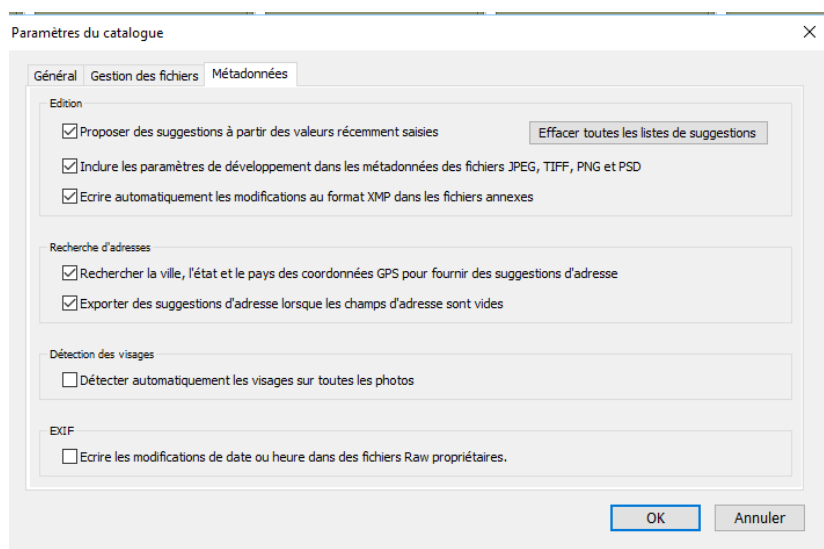 Paramètres du catalogue
Général Gestion des fichiers Métadonnées
Edition
Proposer des suggestions à partir des valeurs récemment saisies Effacer toutes les listes de suggestions
Inclure les paramètres de développement dans les métadonnées des fichiers JPEG, TIFF, PNG et PSD
Ecrire automatiquement les modifications au format XMP dans les fichiers annexes
Recherche d'adresses
Rechercher la ville, l'état et le pays des coordonnées GPS pour fournir des suggestions d'adresse
Exporter des suggestions d'adresse lorsque les champs d'adresse sont vides
Détection des visages
Détecter automatiquement les visages sur toutes les photos
EXIF
Ecrire les modifications de date ou heure dans des fichiers Raw propriétaires.
OK Annuler